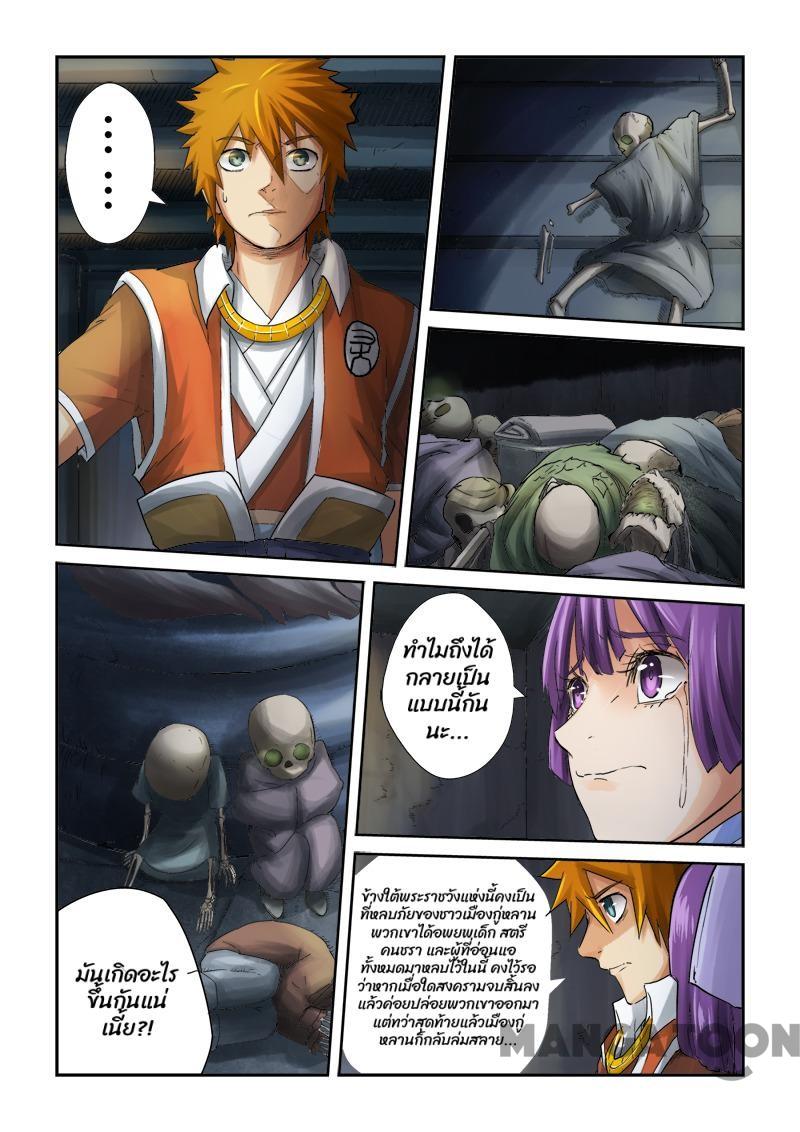 ......
ทำไมถึงได้
กลายเป็น
แบบนี้กัน
นะ...
มันเกิดอะไร
ขึ้นกันแน่
เนี้ย?!
ข้างใต้พระราชวังแห่งนี้คงเป็น
ที่หลบภัยของชาวเมืองกู่หลาน
พวกเขาได้อพยพเด็ก สตรี
คนชรา และผู้ที่อ่อนแอ
ทั้งหมดมาหลบไว้ในนี้ คงไว้รอ
ว่าหากเมื่อใดสงครามจบสิ้นลง
แล้วค่อยปล่อยพวกเขาออกมา
แต่ทว่าสุดท้ายแล้วเมืองกู่
หลานก็กลับล่มสลาย...
MANGATOON